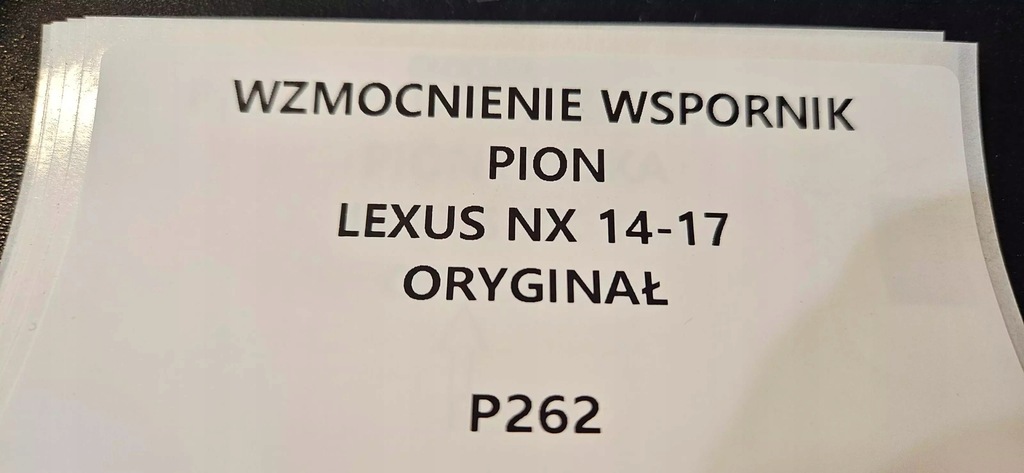 WZMOCNIENIE WSPORNIK
PION
LEXUS NX 14-17
ORYGINAŁ
P262